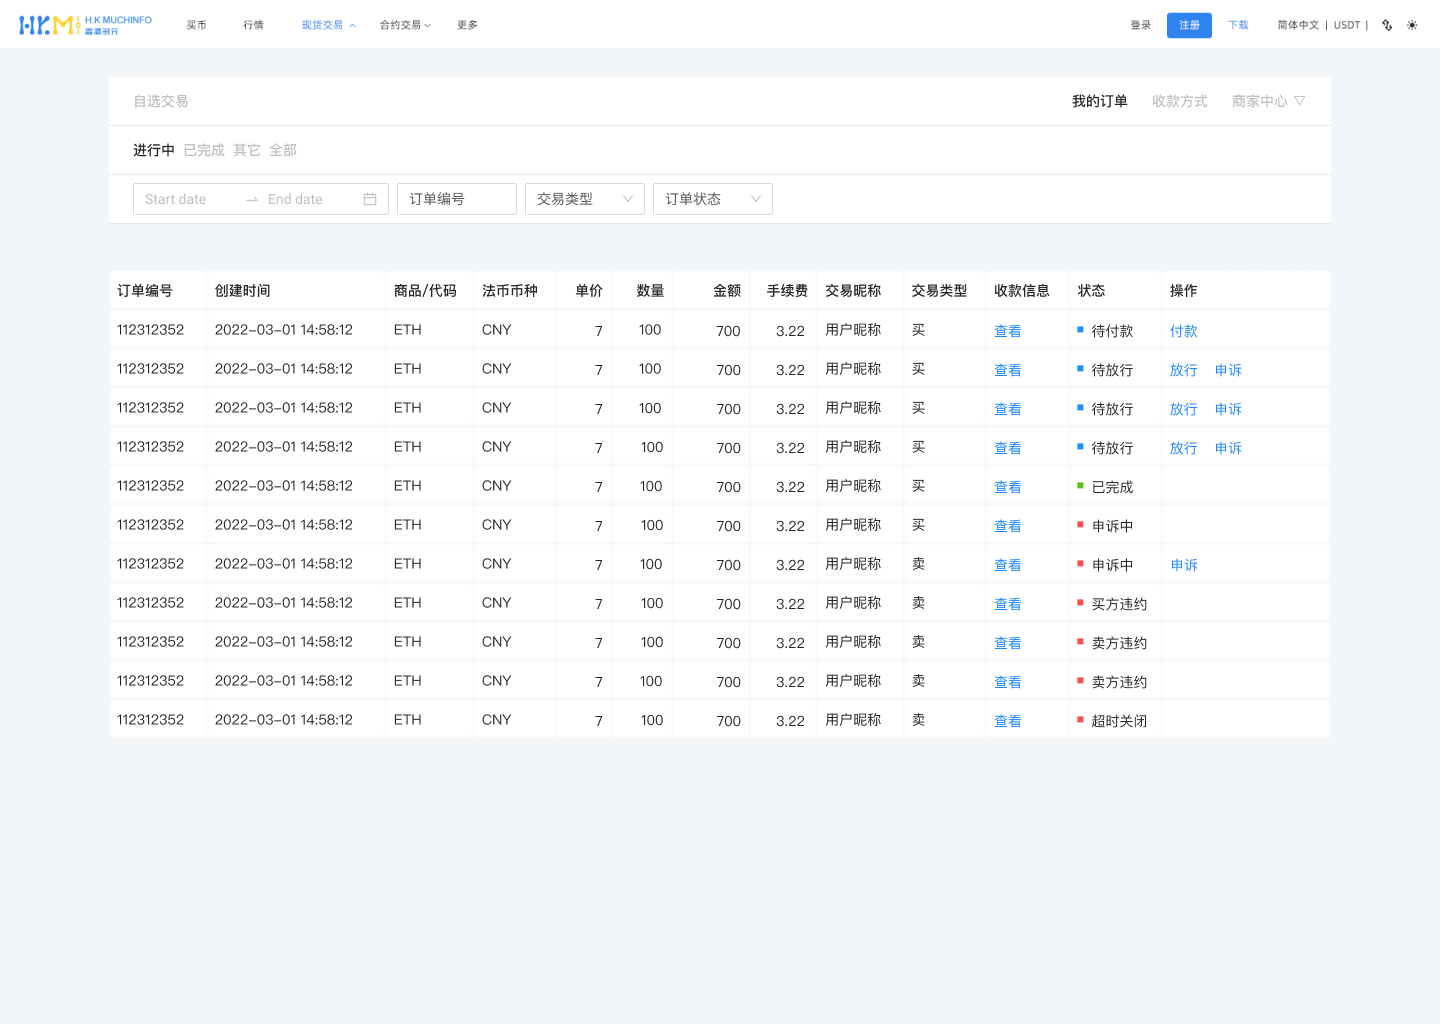 HKMI H.K MUCHINFO 香港多元 买币 行情 现货交易 合约交易 更多 登录 注册 下载 简体中文 | USDT |
自选交易 我的订单 收款方式 商家中心
进行中 已完成 其它 全部
Start date End date 订单编号 交易类型 订单状态
订单编号 创建时间 商品/代码 法币币种 单价 数量 金额 手续费 交易昵称 交易类型 收款信息 状态 操作
112312352 2022-03-01 14:58:12 ETH CNY 7 100 700 3.22 用户昵称 买 查看 待付款 付款
112312352 2022-03-01 14:58:12 ETH CNY 7 100 700 3.22 用户昵称 买 查看 待放行 放行 申诉
112312352 2022-03-01 14:58:12 ETH CNY 7 100 700 3.22 用户昵称 买 查看 待放行 放行 申诉
112312352 2022-03-01 14:58:12 ETH CNY 7 100 700 3.22 用户昵称 买 查看 待放行 放行 申诉
112312352 2022-03-01 14:58:12 ETH CNY 7 100 700 3.22 用户昵称 买 查看 已完成
112312352 2022-03-01 14:58:12 ETH CNY 7 100 700 3.22 用户昵称 买 查看 申诉中
112312352 2022-03-01 14:58:12 ETH CNY 7 100 700 3.22 用户昵称 卖 查看 申诉中 申诉
112312352 2022-03-01 14:58:12 ETH CNY 7 100 700 3.22 用户昵称 卖 查看 买方违约
112312352 2022-03-01 14:58:12 ETH CNY 7 100 700 3.22 用户昵称 卖 查看 卖方违约
112312352 2022-03-01 14:58:12 ETH CNY 7 100 700 3.22 用户昵称 卖 查看 卖方违约
112312352 2022-03-01 14:58:12 ETH CNY 7 100 700 3.22 用户昵称 卖 查看 超时关闭